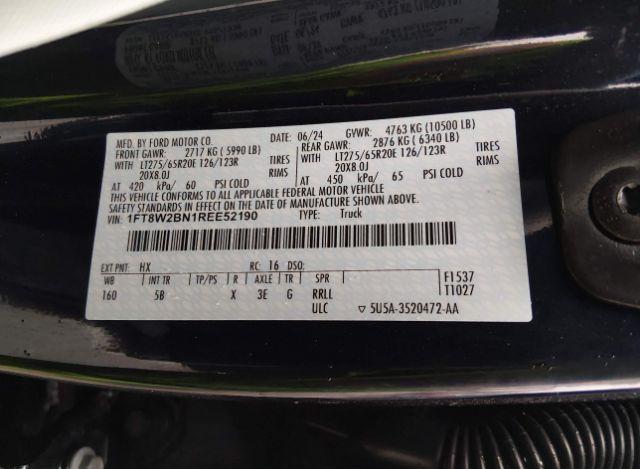 MFD. BY FORD MOTOR CO. 06/24 GVWR: 4763 KG (10500 LB)
FRONT GAWR: 2717 KG ( 5990 LB) REAR GAWR: 2876 KG ( 6340 LB)
WITH LT275/65R20E 126/123R TIRES WITH LT275/65R20E 126/123R TIRES
20X8.0J RIMS 20X8.0J RIMS
AT 420 kPa/ 60 PSI COLD AT 450 kPa/ 65 PSI COLD
THIS VEHICLE CONFORMS TO ALL APPLICABLE FEDERAL MOTOR VEHICLE
SAFETY STANDARDS IN EFFECT ON THE DATE OF MANUFACTURE SHOWN ABOVE.
VIN: 1FT8W2BN1REE52190 TYPE: Truck
EXT PNT: HX RC: 16 DSO:
WB INT TR TP/PS R AXLE TR SPR F1537
160 5B X 3E G RRLL T1027
ULC ▽ 5U5A-3520472-AA